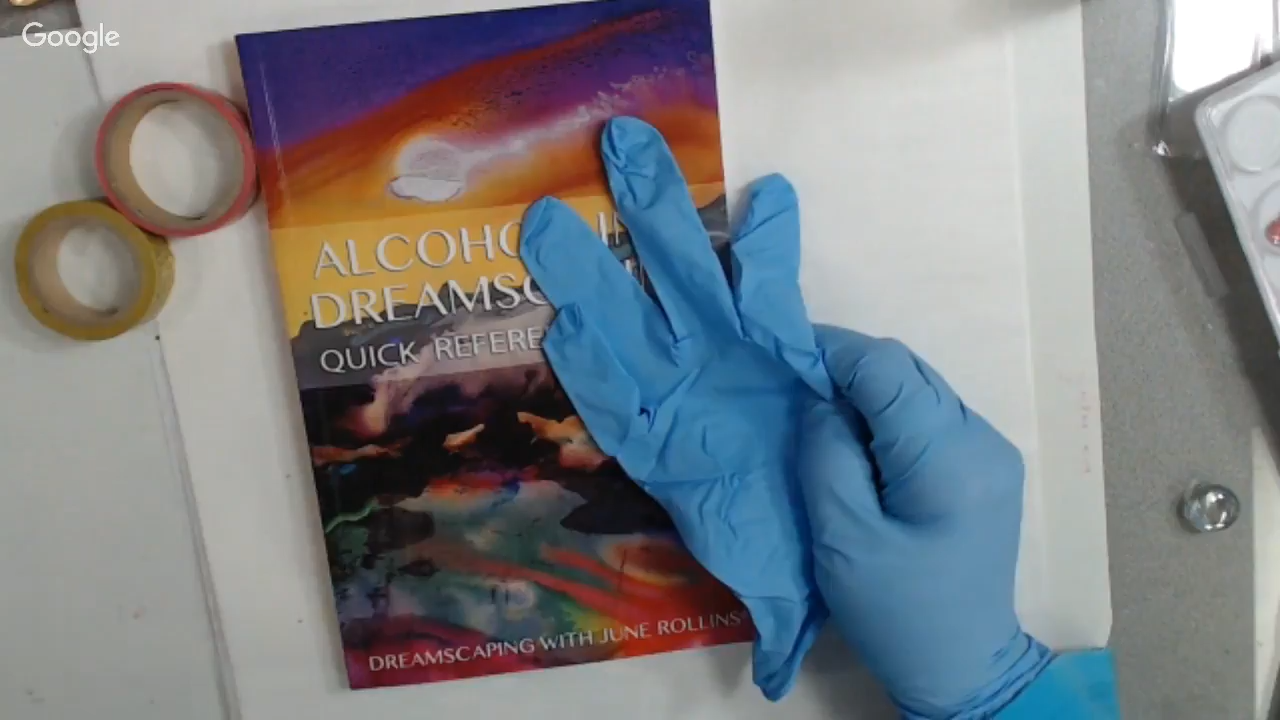 Google
ALCOHO
DREAMSC
QUICK REFERE
DREAMSCAPING WITH JUNE ROLLINS